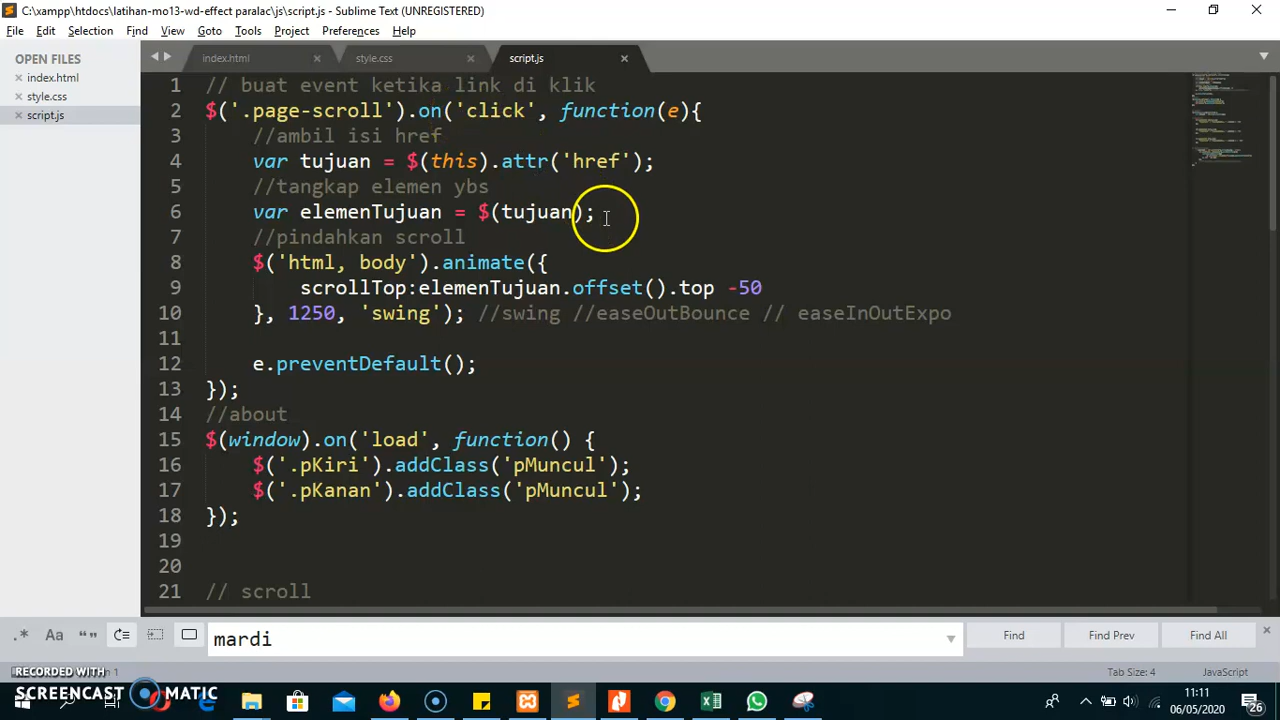 C:\xampp\htdocs\latihan-mo13-wd-effect paralac\js\script.js - Sublime Text (UNREGISTERED)
File Edit Selection Find View Goto Tools Project Preferences Help
OPEN FILES
index.html
style.css
script.js
index.html style.css script.js
1 // buat event ketika link di klik
2 $('.page-scroll').on('click', function(e){
3 //ambil isi href
4 var tujuan = $(this).attr('href');
5 //tangkap elemen ybs
6 var elemenTujuan = $(tujuan);
7 //pindahkan scroll
8 $('html, body').animate({
9 scrollTop:elemenTujuan.offset().top -50
10 }, 1250, 'swing'); //swing //easeOutBounce // easeInOutExpo
11
12 e.preventDefault();
13 });
14 //about
15 $(window).on('load', function() {
16 $('.pKiri').addClass('pMuncul');
17 $('.pKanan').addClass('pMuncul');
18 });
19
20
21 // scroll
.* Aa “” mardi Find Find Prev Find All
Tab Size: 4 JavaScript
RECORDED WITH
SCREENCAST MATIC
11:11
06/05/2020
26